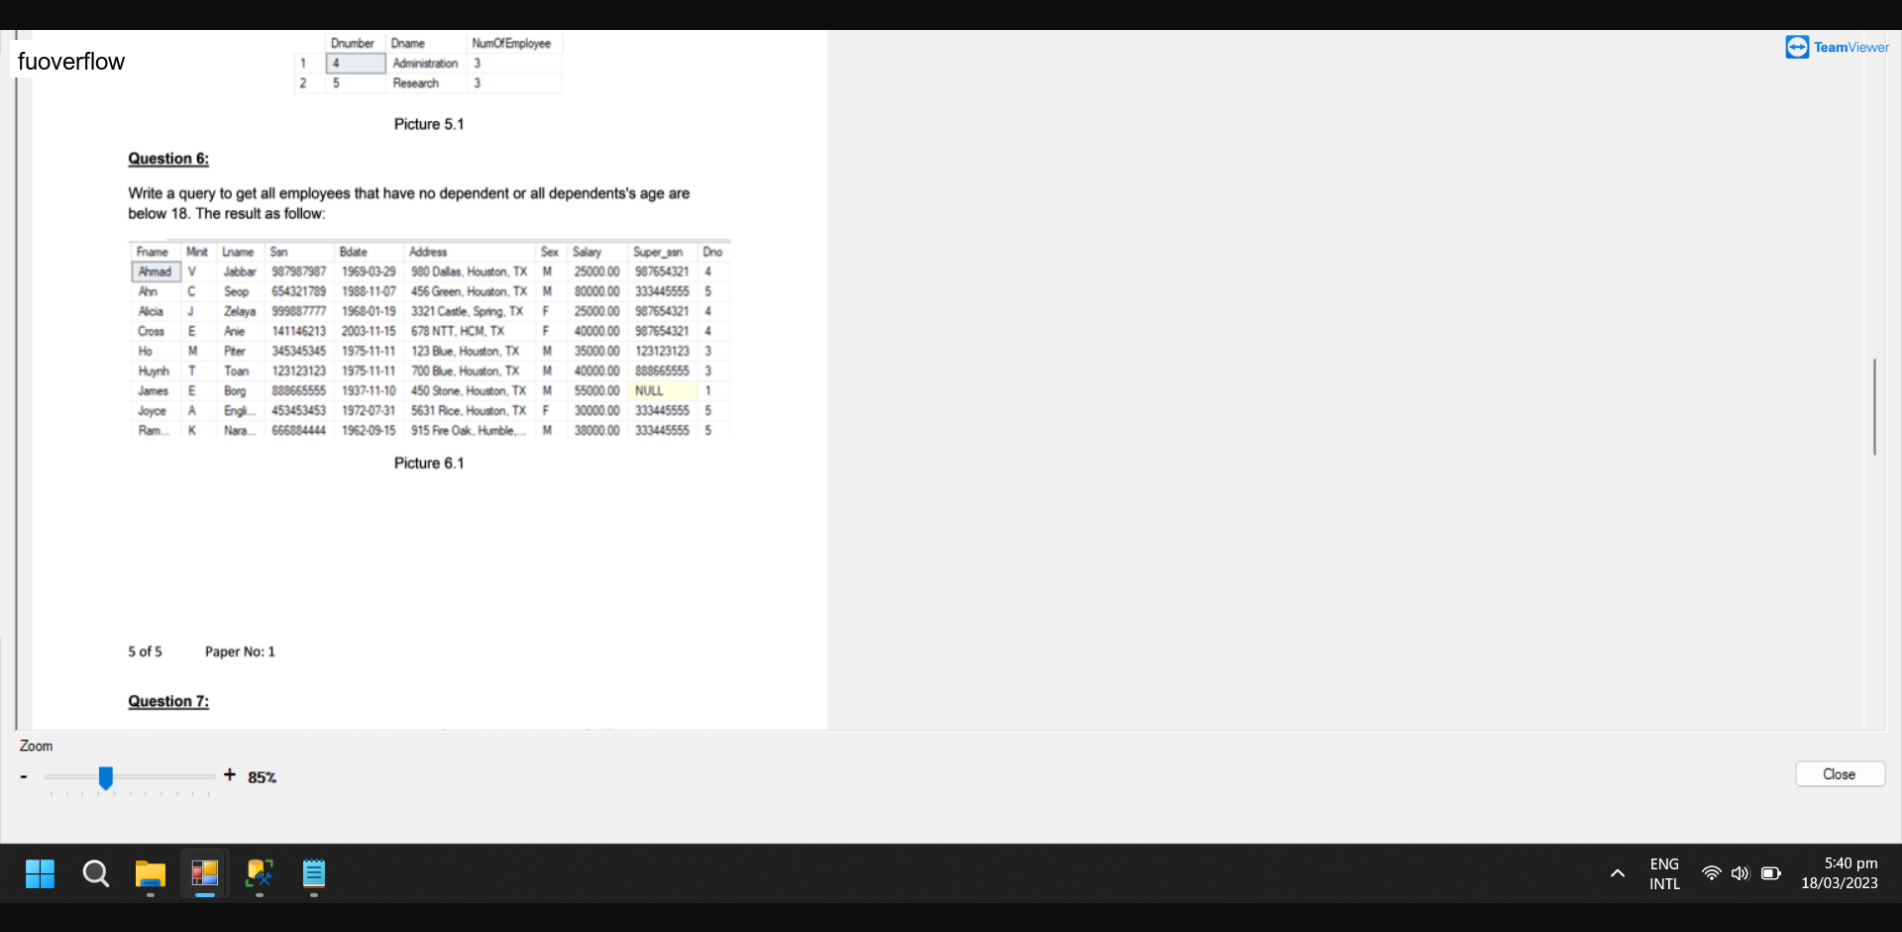 fuoverflow
TeamViewer
Dnumber Dname NumOfEmployee
1 4 Administration 3
2 5 Research 3
Picture 5.1
Question 6:
Write a query to get all employees that have no dependent or all dependents's age are
below 18. The result as follow:
Fname Minit Lname Ssn Bdate Address Sex Salary Super_ssn Dno
Ahmad V Jabbar 987987987 1969-03-29 980 Dallas, Houston, TX M 25000.00 987654321 4
Ahn C Seop 654321789 1988-11-07 456 Green, Houston, TX M 80000.00 333445555 5
Alicia J Zelaya 999887777 1968-01-19 3321 Castle, Spring, TX F 25000.00 987654321 4
Cross E Anie 141146213 2003-11-15 678 NTT, HCM, TX F 40000.00 987654321 4
Ho M Piter 345345345 1975-11-11 123 Blue, Houston, TX M 35000.00 123123123 3
Huynh T Toan 123123123 1975-11-11 700 Blue, Houston, TX M 40000.00 888665555 3
James E Borg 888665555 1937-11-10 450 Stone, Houston, TX M 55000.00 NULL 1
Joyce A Engli... 453453453 1972-07-31 5631 Rice, Houston, TX F 30000.00 333445555 5
Ram... K Nara... 666884444 1962-09-15 915 Fire Oak, Humble,... M 38000.00 333445555 5
Picture 6.1
5 of 5 Paper No: 1
Question 7:
Zoom
- + 85%
Close
ENG
INTL
5:40 pm
18/03/2023